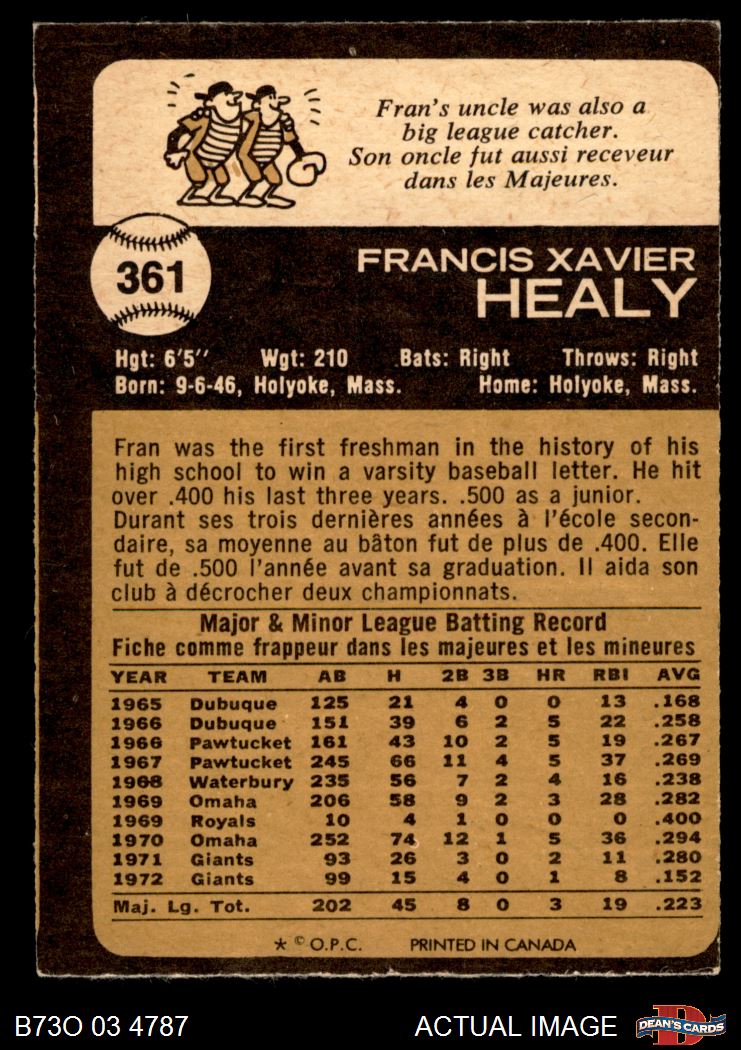 Fran's uncle was also a
big league catcher.
Son oncle fut aussi receveur
dans les Majeures.
361
FRANCIS XAVIER
HEALY
Hgt: 6'5'' Wgt: 210 Bats: Right Throws: Right
Born: 9-6-46, Holyoke, Mass. Home: Holyoke, Mass.
Fran was the first freshman in the history of his
high school to win a varsity baseball letter. He hit
over .400 his last three years. .500 as a junior.
Durant ses trois dernières années à l'école secon-
daire, sa moyenne au bâton fut de plus de .400. Elle
fut de .500 l'année avant sa graduation. Il aida son
club à décrocher deux championnats.
Major & Minor League Batting Record
Fiche comme frappeur dans les majeures et les mineures
YEAR TEAM AB H 2B 3B HR RBI AVG
1965 Dubuque 125 21 4 0 0 13 .168
1966 Dubuque 151 39 6 2 5 22 .258
1966 Pawtucket 161 43 10 2 5 19 .267
1967 Pawtucket 245 66 11 4 5 37 .269
1968 Waterbury 235 56 7 2 4 16 .238
1969 Omaha 206 58 9 2 3 28 .282
1969 Royals 10 4 1 0 0 0 .400
1970 Omaha 252 74 12 1 5 36 .294
1971 Giants 93 26 3 0 2 11 .280
1972 Giants 99 15 4 0 1 8 .152
Maj. Lg. Tot. 202 45 8 0 3 19 .223
* © O.P.C. PRINTED IN CANADA
B73O 03 4787 ACTUAL IMAGE
D
DEAN'S CARDS